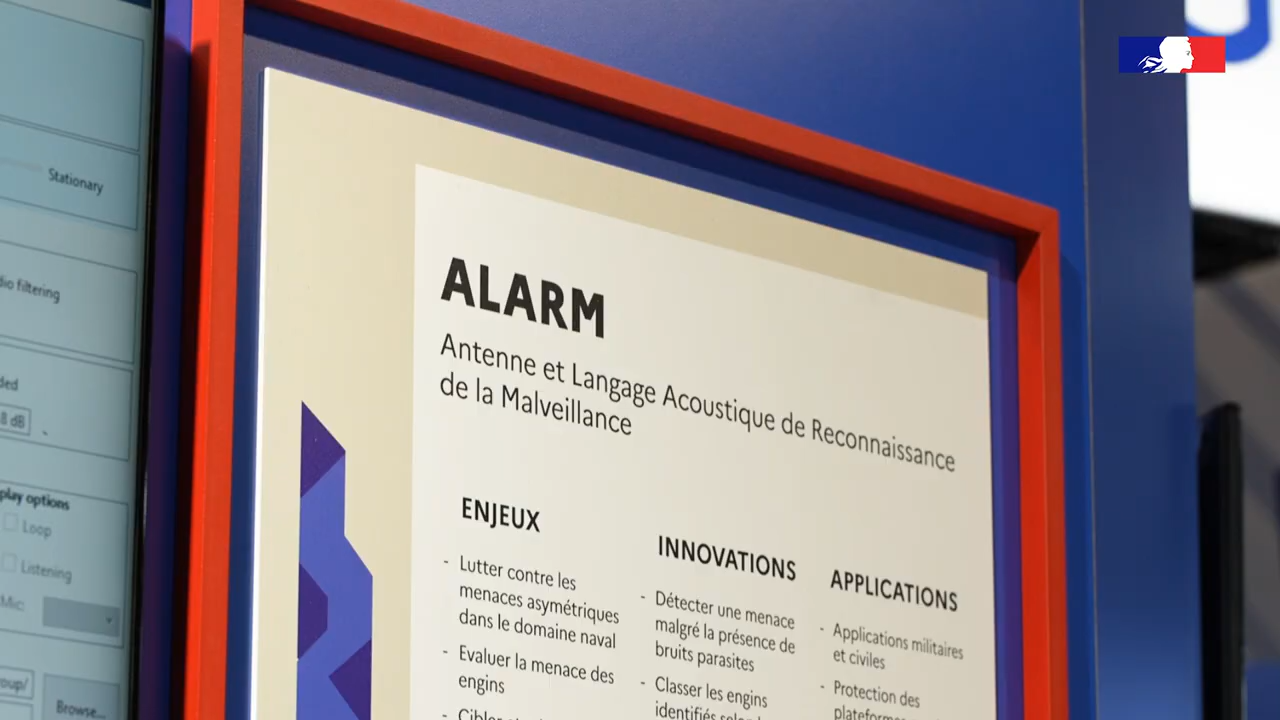 Stationary
dio filtering
ded
8 dB
play options
Loop
Listening
Mic:
oup/
Browse...
ALARM
Antenne et Langage Acoustique de Reconnaissance
de la Malveillance
ENJEUX
- Lutter contre les
menaces asymétriques
dans le domaine naval
- Evaluer la menace des
engins
INNOVATIONS
- Détecter une menace
malgré la présence de
bruits parasites
- Classer les engins
identifiés
APPLICATIONS
- Applications militaires
et civiles
- Protection des